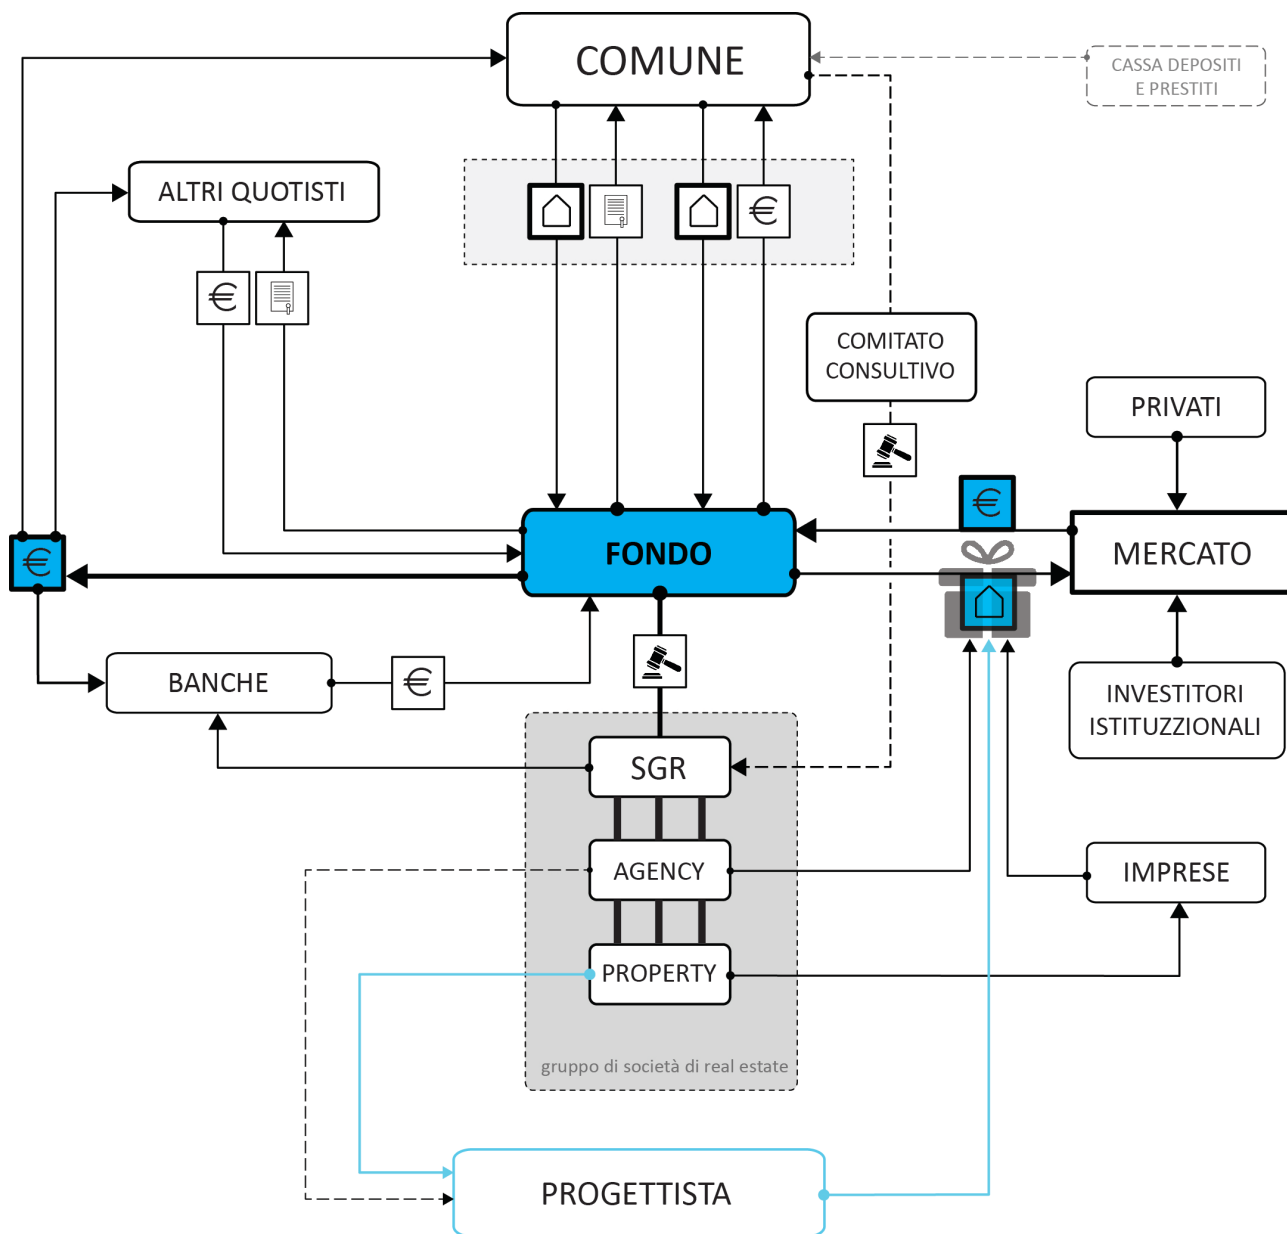 COMUNE
CASSA DEPOSITI
E PRESTITI
ALTRI QUOTISTI
€
€
COMITATO
CONSULTIVO
PRIVATI
€
FONDO
MERCATO
€
BANCHE
€
INVESTITORI
ISTITUZZIONALI
SGR
AGENCY
IMPRESE
PROPERTY
gruppo di società di real estate
PROGETTISTA